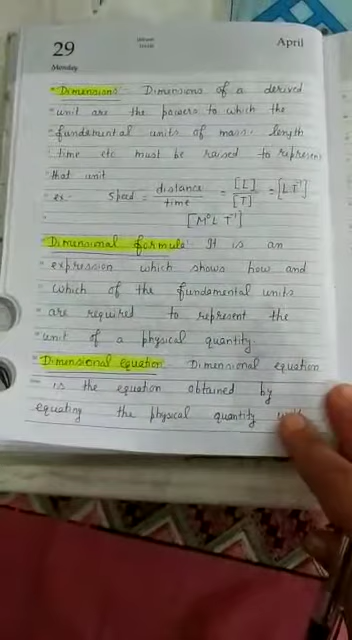 29
April
Monday
Dimensions Dimensions of a derived
unit are the powers to which the
fundamental units of mass. length
time etc must be raised to represent
that unit
ex- Speed = distance/time = [L]/[T] = [LT⁻¹]
[M⁰L T⁻¹]
Dimensional formula It is an
expression which shows how and
which of the fundamental units
are required to represent the
unit of a physical quantity
Dimensional equation Dimensional equation
is the equation obtained by
equating the physical quantity